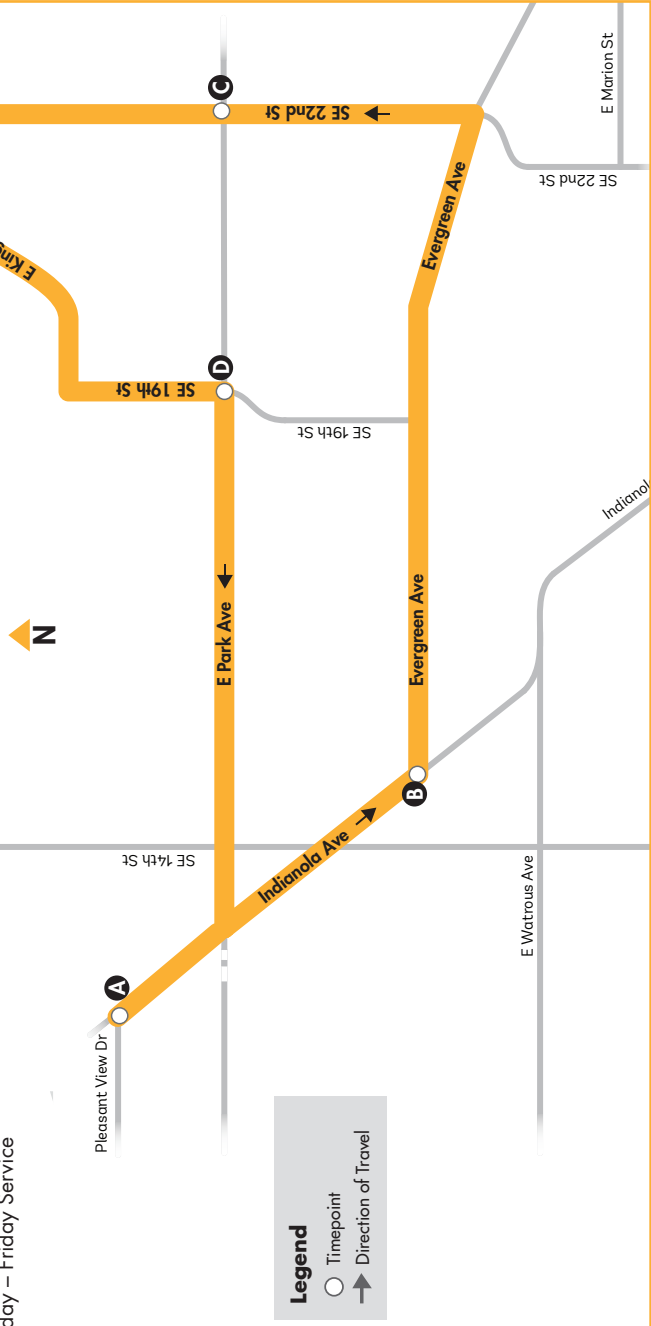 day – Friday Service
N
E King
Pleasant View Dr
A
SE 14th St
SE 19th St
SE 22nd St
C
D
E Park Ave
Indianola Ave
B
Evergreen Ave
Evergreen Ave
SE 19th St
SE 22nd St
E Watrous Ave
E Marion St
Indianol
Legend
Timepoint
Direction of Travel